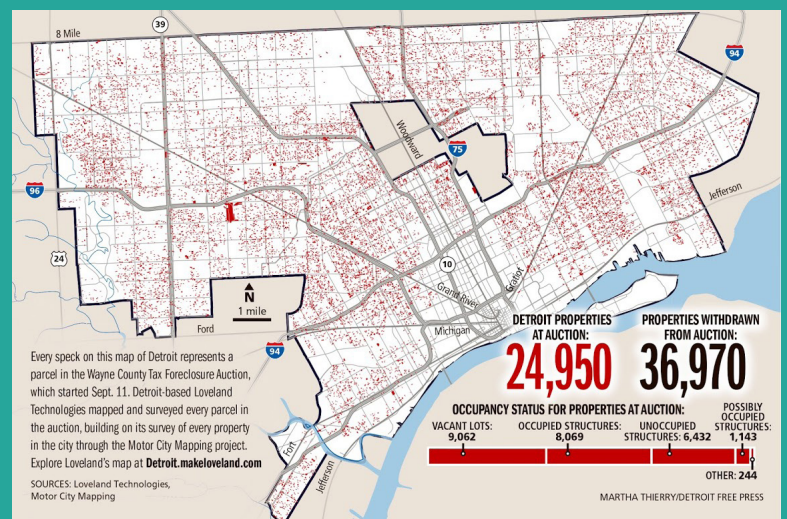 39
8 Mile
94
Woodward
75
96
Jefferson
24
10
Gratiot
Grand River
N
1 mile
Ford
Michigan
94
Fort
Jefferson
Every speck on this map of Detroit represents a
parcel in the Wayne County Tax Foreclosure Auction,
which started Sept. 11. Detroit-based Loveland
Technologies mapped and surveyed every parcel in
the auction, building on its survey of every property
in the city through the Motor City Mapping project.
Explore Loveland's map at Detroit.makeloveland.com
SOURCES: Loveland Technologies,
Motor City Mapping
DETROIT PROPERTIES
AT AUCTION:
24,950
PROPERTIES WITHDRAWN
FROM AUCTION:
36,970
OCCUPANCY STATUS FOR PROPERTIES AT AUCTION:
VACANT LOTS:
9,062
OCCUPIED STRUCTURES:
8,069
UNOCCUPIED
STRUCTURES: 6,432
POSSIBLY
OCCUPIED
STRUCTURES:
1,143
OTHER: 244
MARTHA THIERRY/DETROIT FREE PRESS